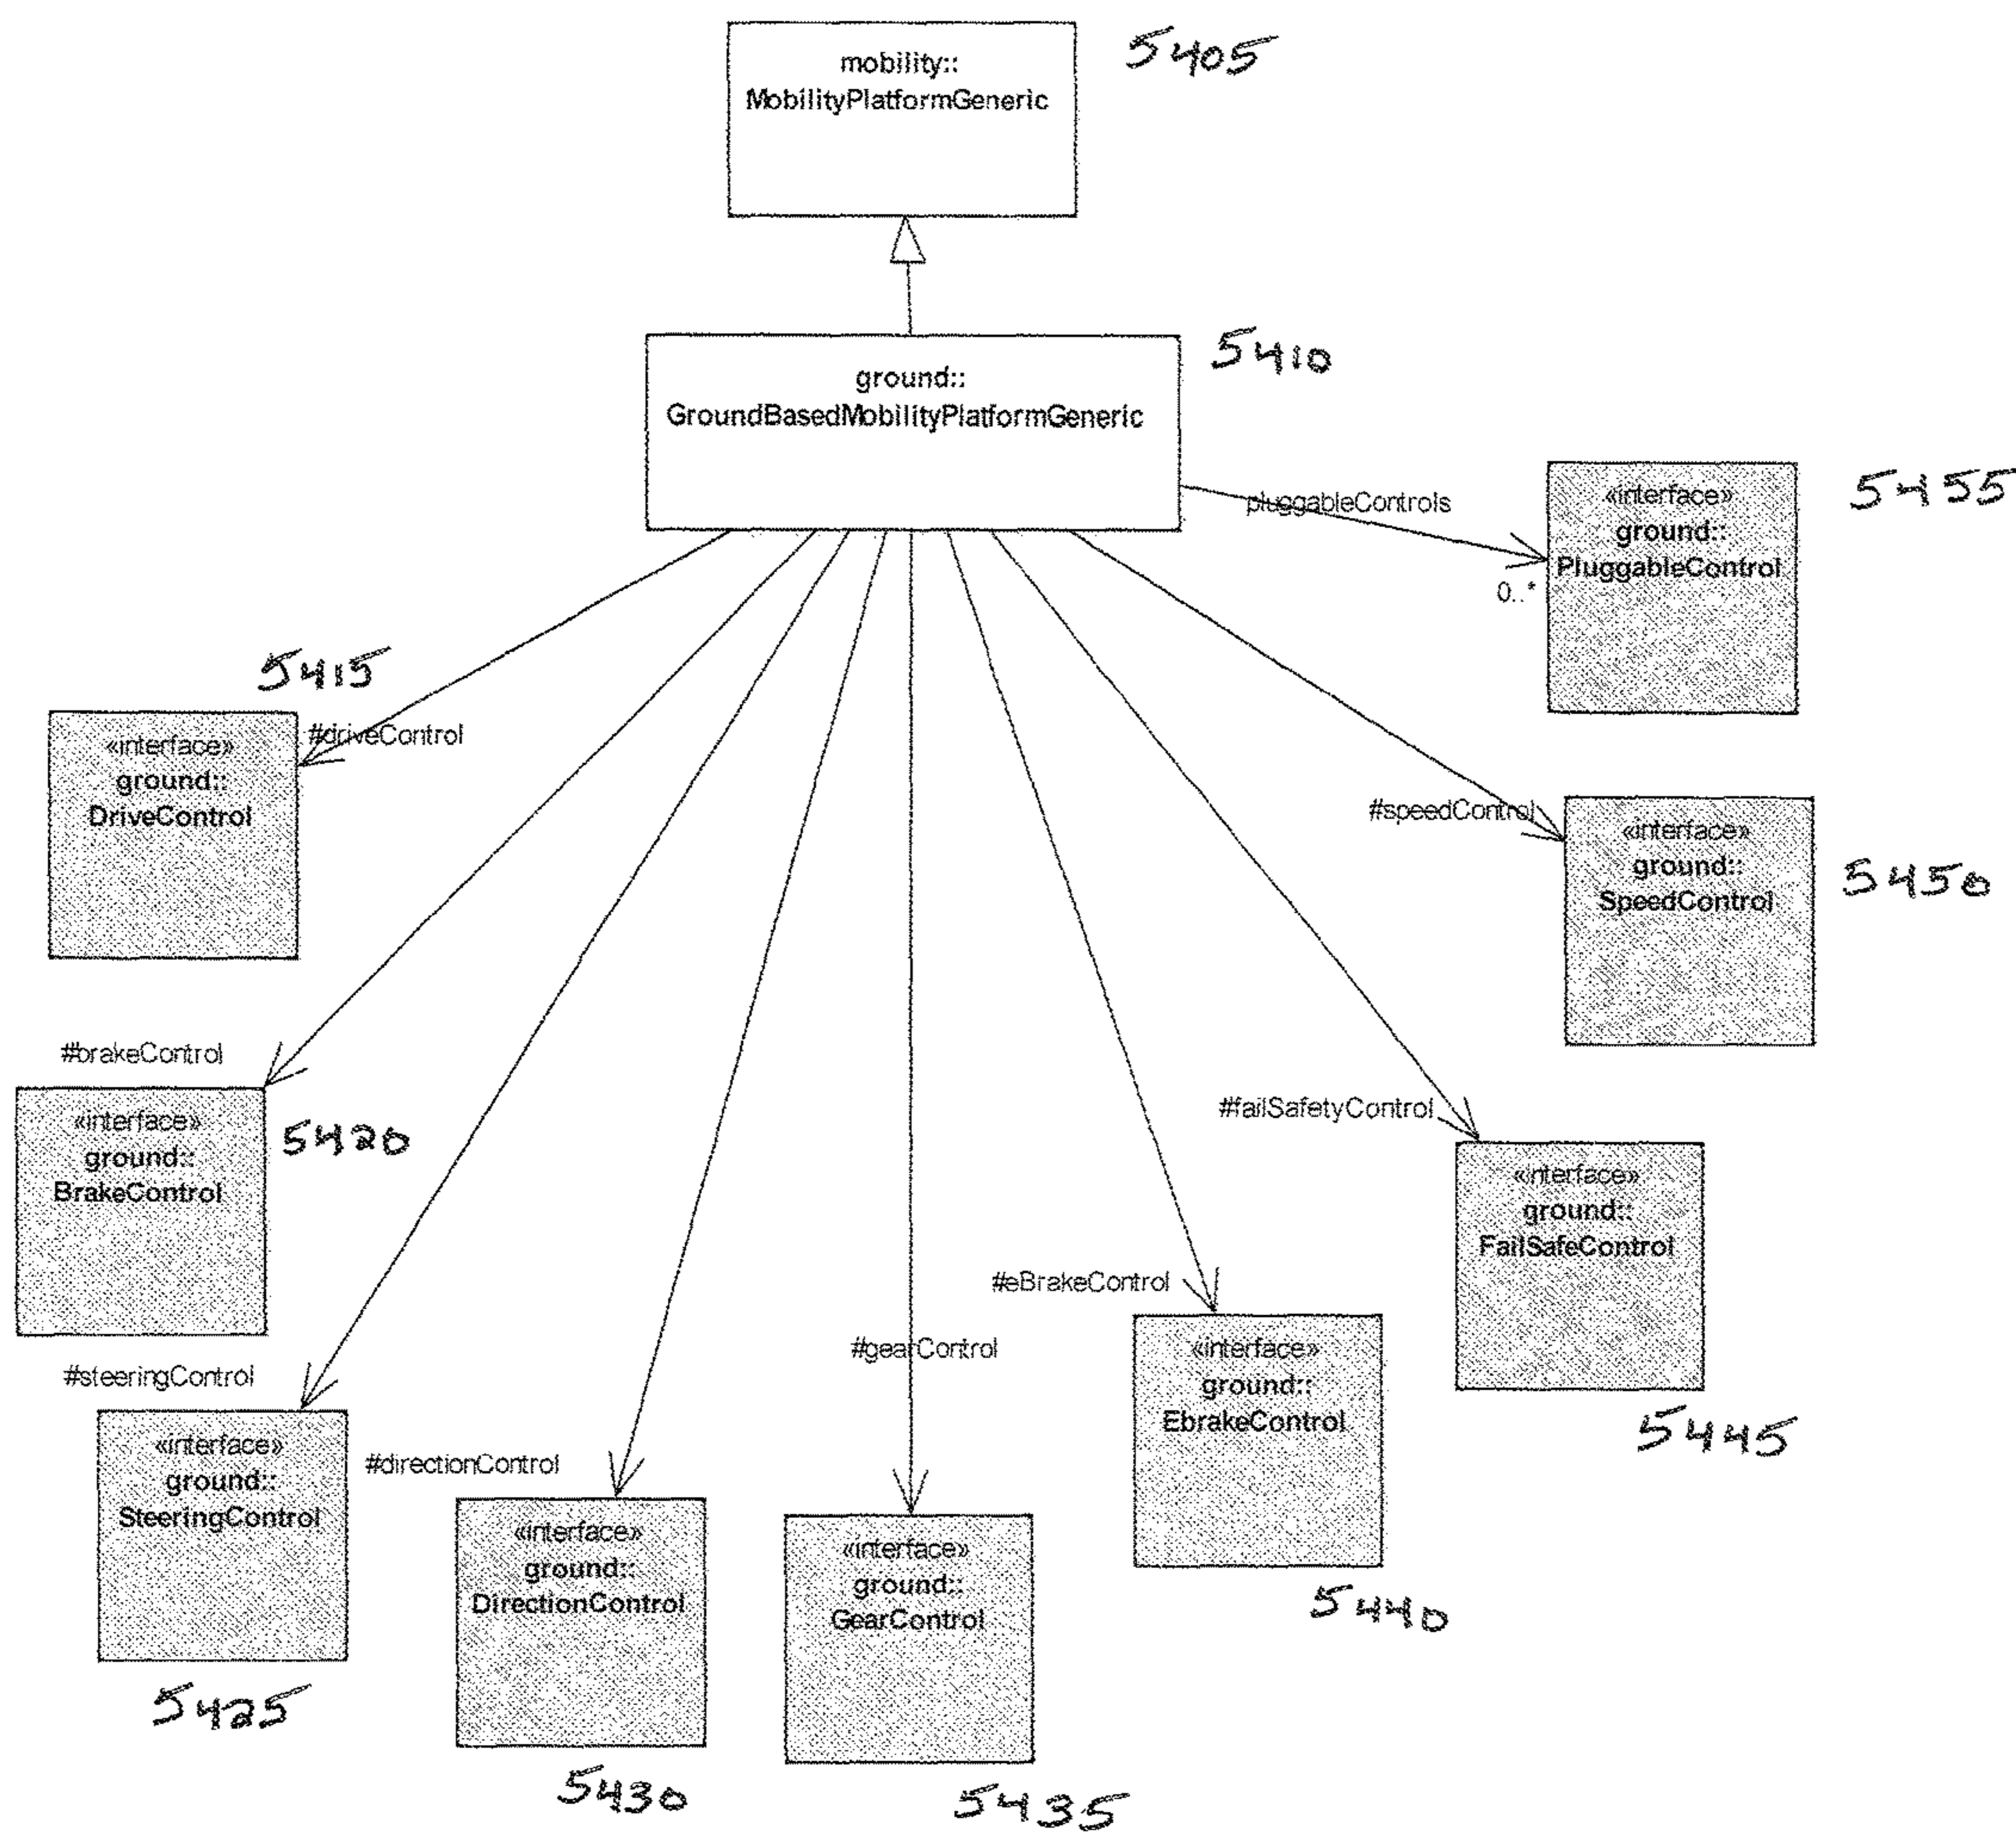 mobility::
MobilityPlatformGeneric
5405
ground::
GroundBasedMobilityPlatformGeneric
5410
pluggableControls
0..*
«interface»
ground::
PluggableControl
5455
5415
#driveControl
«interface»
ground::
DriveControl
#speedControl
«interface»
ground::
SpeedControl
5450
#brakeControl
«interface»
ground::
BrakeControl
5420
#failSafetyControl
«interface»
ground::
FailSafeControl
5445
#eBrakeControl
«interface»
ground::
EbrakeControl
5440
#steeringControl
«interface»
ground::
SteeringControl
5425
#directionControl
«interface»
ground::
DirectionControl
5430
#gearControl
«interface»
ground::
GearControl
5435